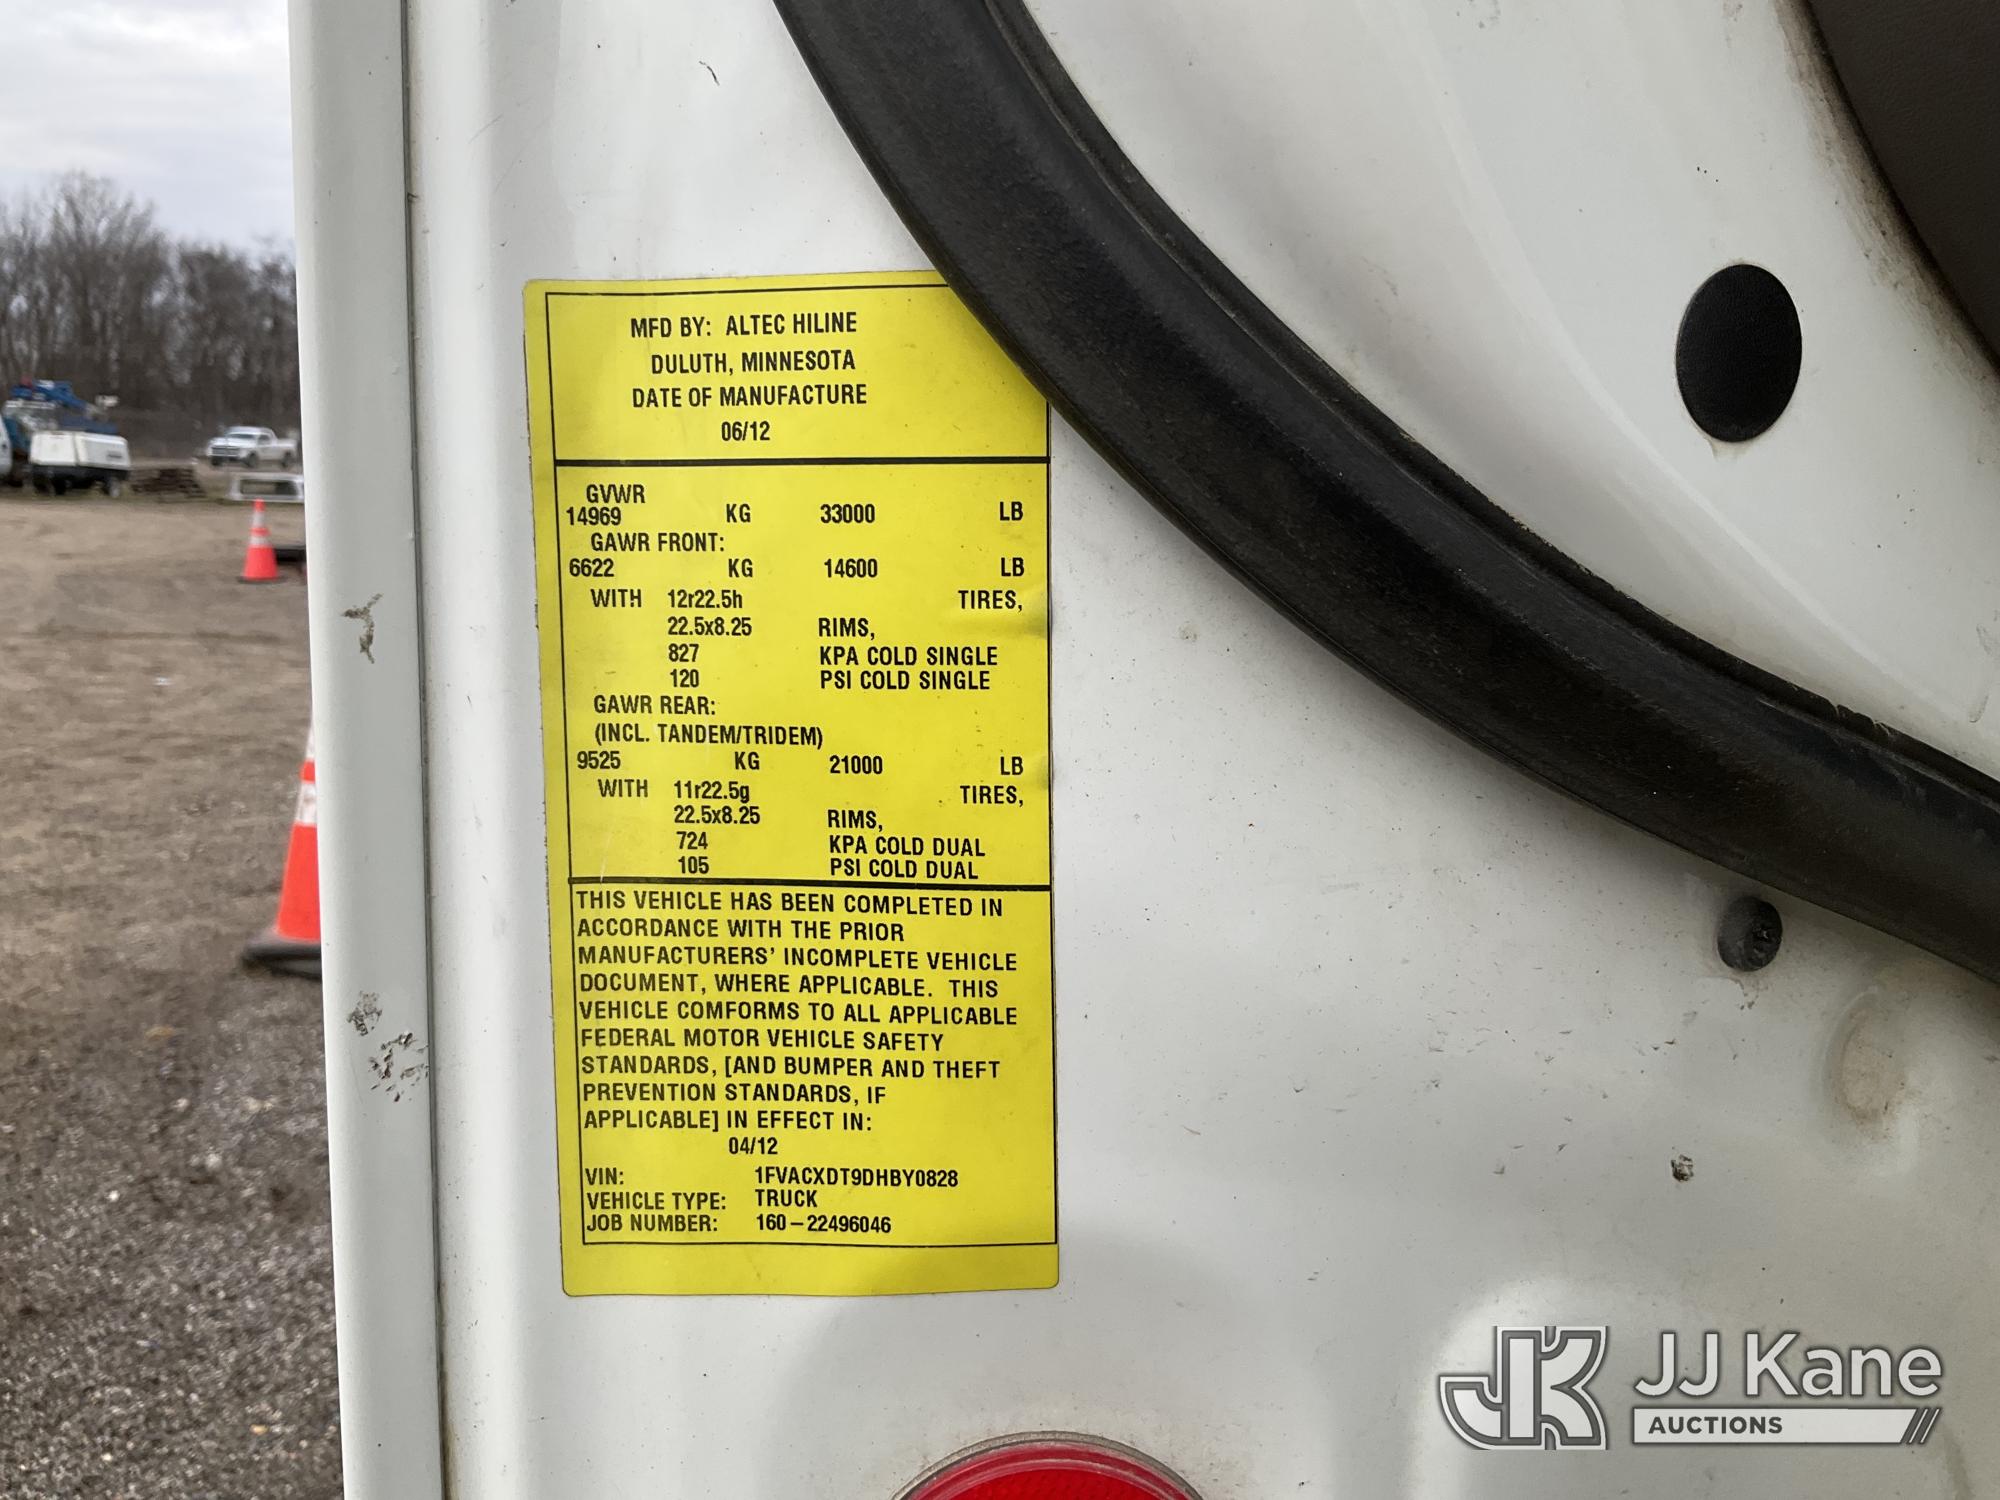 MFD BY: ALTEC HILINE
DULUTH, MINNESOTA
DATE OF MANUFACTURE
06/12
GVWR
14969 KG 33000 LB
GAWR FRONT:
6622 KG 14600 LB
WITH 12r22.5h TIRES,
22.5x8.25 RIMS,
827 KPA COLD SINGLE
120 PSI COLD SINGLE
GAWR REAR:
(INCL. TANDEM/TRIDEM)
9525 KG 21000 LB
WITH 11r22.5g TIRES,
22.5x8.25 RIMS,
724 KPA COLD DUAL
105 PSI COLD DUAL
THIS VEHICLE HAS BEEN COMPLETED IN
ACCORDANCE WITH THE PRIOR
MANUFACTURERS' INCOMPLETE VEHICLE
DOCUMENT, WHERE APPLICABLE. THIS
VEHICLE COMFORMS TO ALL APPLICABLE
FEDERAL MOTOR VEHICLE SAFETY
STANDARDS, [AND BUMPER AND THEFT
PREVENTION STANDARDS, IF
APPLICABLE] IN EFFECT IN:
04/12
VIN: 1FVACXDT9DHBY0828
VEHICLE TYPE: TRUCK
JOB NUMBER: 160-22496046
JK JJ Kane
AUCTIONS